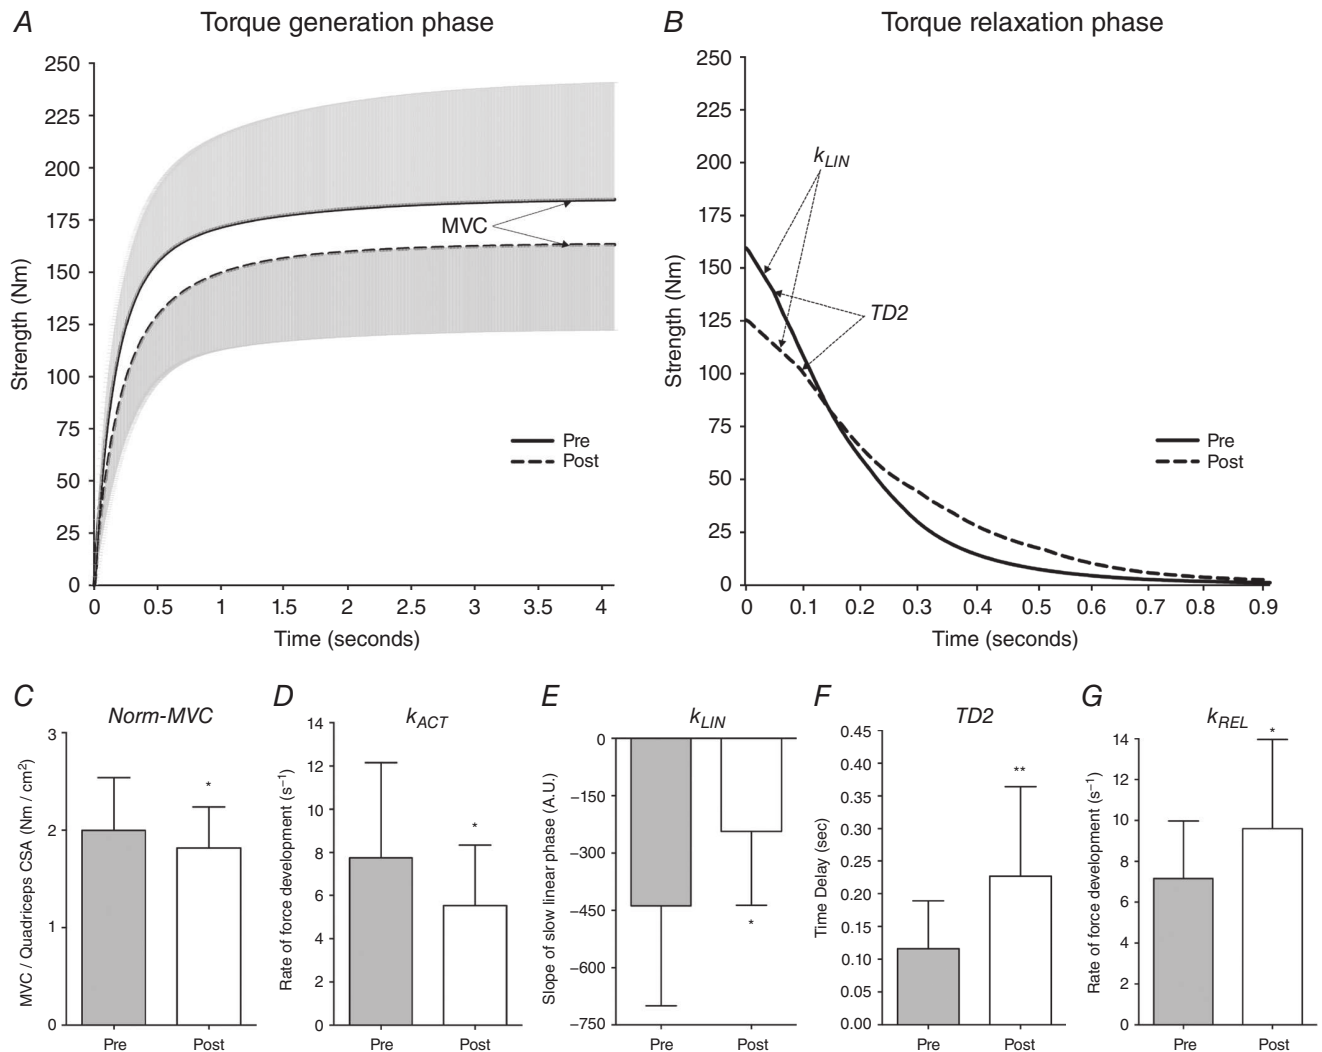 A Torque generation phase
250
225
200
175
150
125
100
75
50
25
0
Strength (Nm)
MVC
Pre
Post
0 0.5 1 1.5 2 2.5 3 3.5 4
Time (seconds)
B Torque relaxation phase
250
225
200
175
150
125
100
75
50
25
0
Strength (Nm)
kLIN
TD2
Pre
Post
0 0.1 0.2 0.3 0.4 0.5 0.6 0.7 0.8 0.9
Time (seconds)
C Norm-MVC
MVC / Quadriceps CSA (Nm / cm²)
3
2
1
0
*
Pre Post
D kACT
Rate of force development (s⁻¹)
14
12
10
8
6
4
2
0
*
Pre Post
E kLIN
Slope of slow linear phase (A.U.)
0
−150
−300
−450
−600
−750
*
Pre Post
F TD2
Time Delay (sec)
0.45
0.40
0.35
0.30
0.25
0.20
0.15
0.10
0.05
0.00
**
Pre Post
G kREL
Rate of force development (s⁻¹)
14
12
10
8
6
4
2
0
*
Pre Post